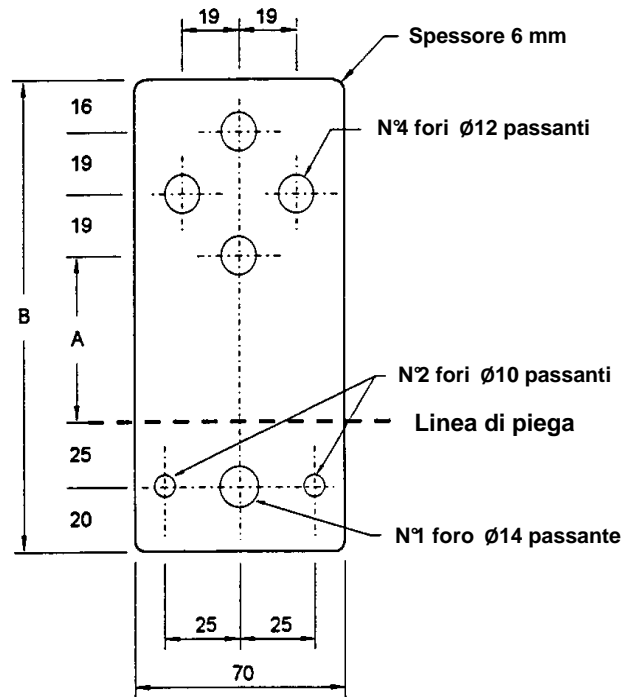 19 19
Spessore 6 mm
16
N°4 fori Ø12 passanti
19
19
B
A
N°2 fori Ø10 passanti
Linea di piega
25
20
N°1 foro Ø14 passante
25 25
70